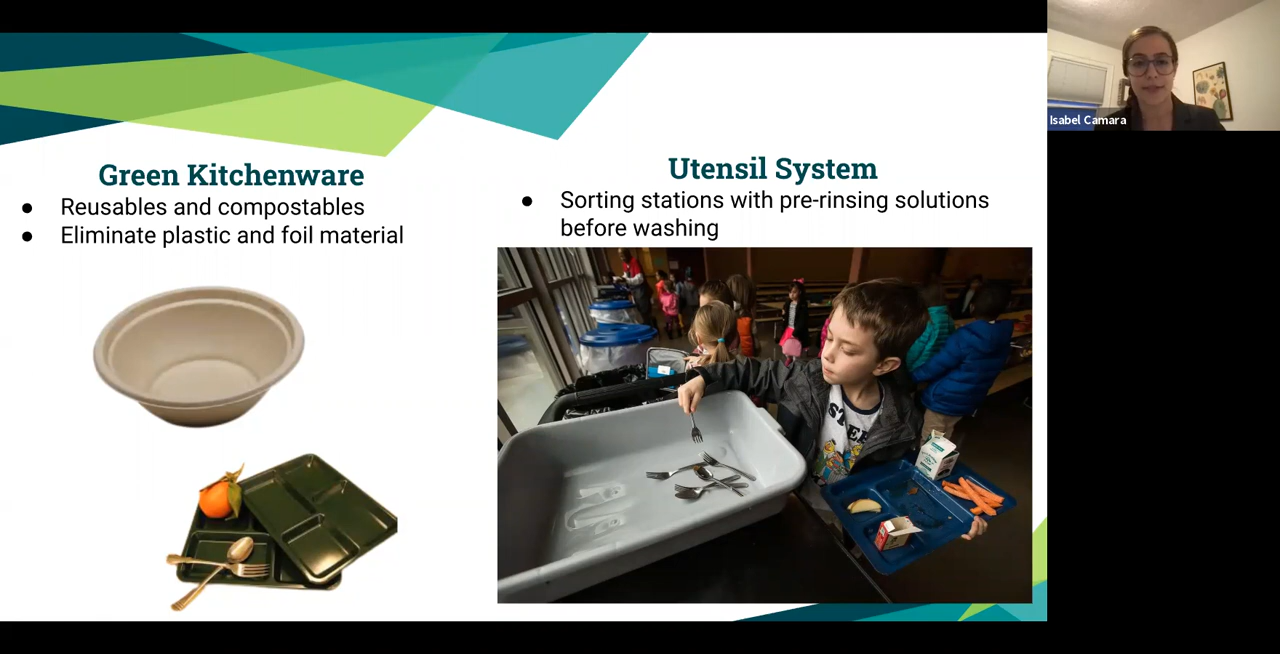 Isabel Camara
Green Kitchenware
● Reusables and compostables
● Eliminate plastic and foil material
Utensil System
● Sorting stations with pre-rinsing solutions
before washing